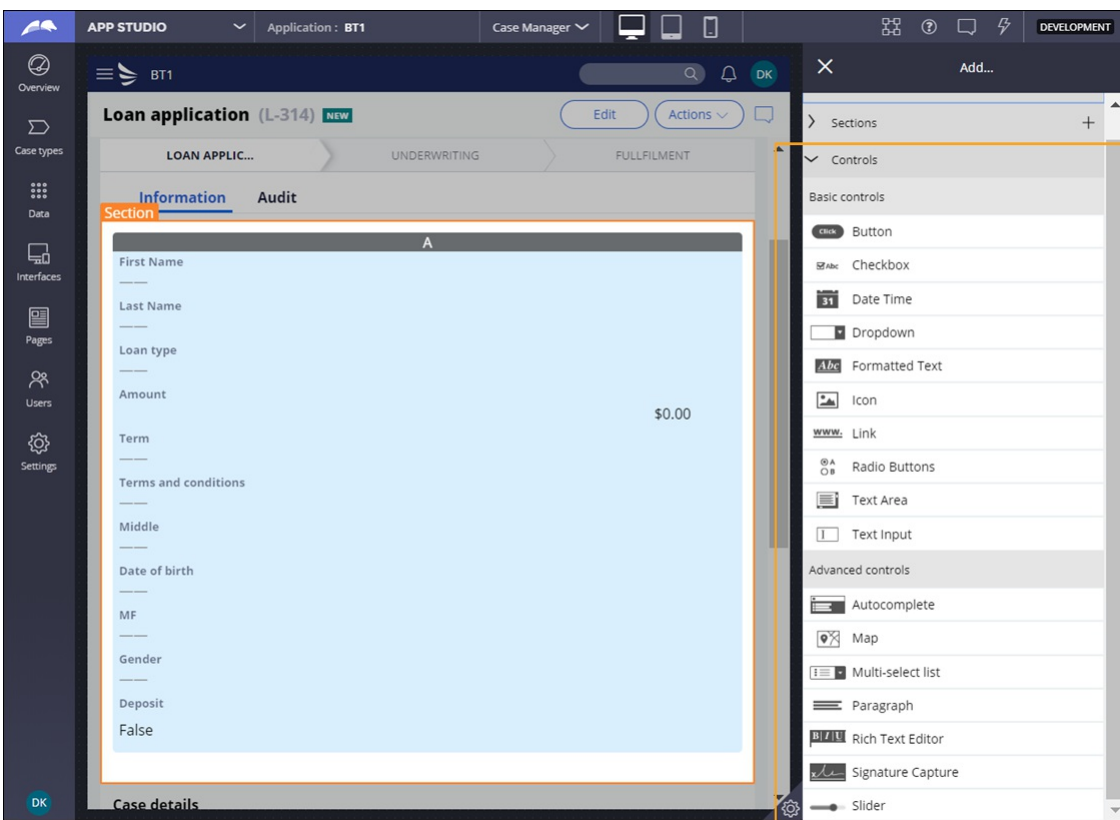 APP STUDIO
Application : BT1
Case Manager
DEVELOPMENT
Overview
Case types
Data
Interfaces
Pages
Users
Settings
DK
BT1
DK
Loan application (L-314) NEW
Edit
Actions
LOAN APPLIC...
UNDERWRITING
FULLFILMENT
Information
Audit
Section
A
First Name
Last Name
Loan type
Amount
$0.00
Term
Terms and conditions
Middle
Date of birth
MF
Gender
Deposit
False
Case details
Add...
Sections
Controls
Basic controls
Click Button
Abc Checkbox
31 Date Time
Dropdown
Abc Formatted Text
Icon
www. Link
A B Radio Buttons
Text Area
I Text Input
Advanced controls
Autocomplete
Map
Multi-select list
Paragraph
B I U Rich Text Editor
x Signature Capture
Slider